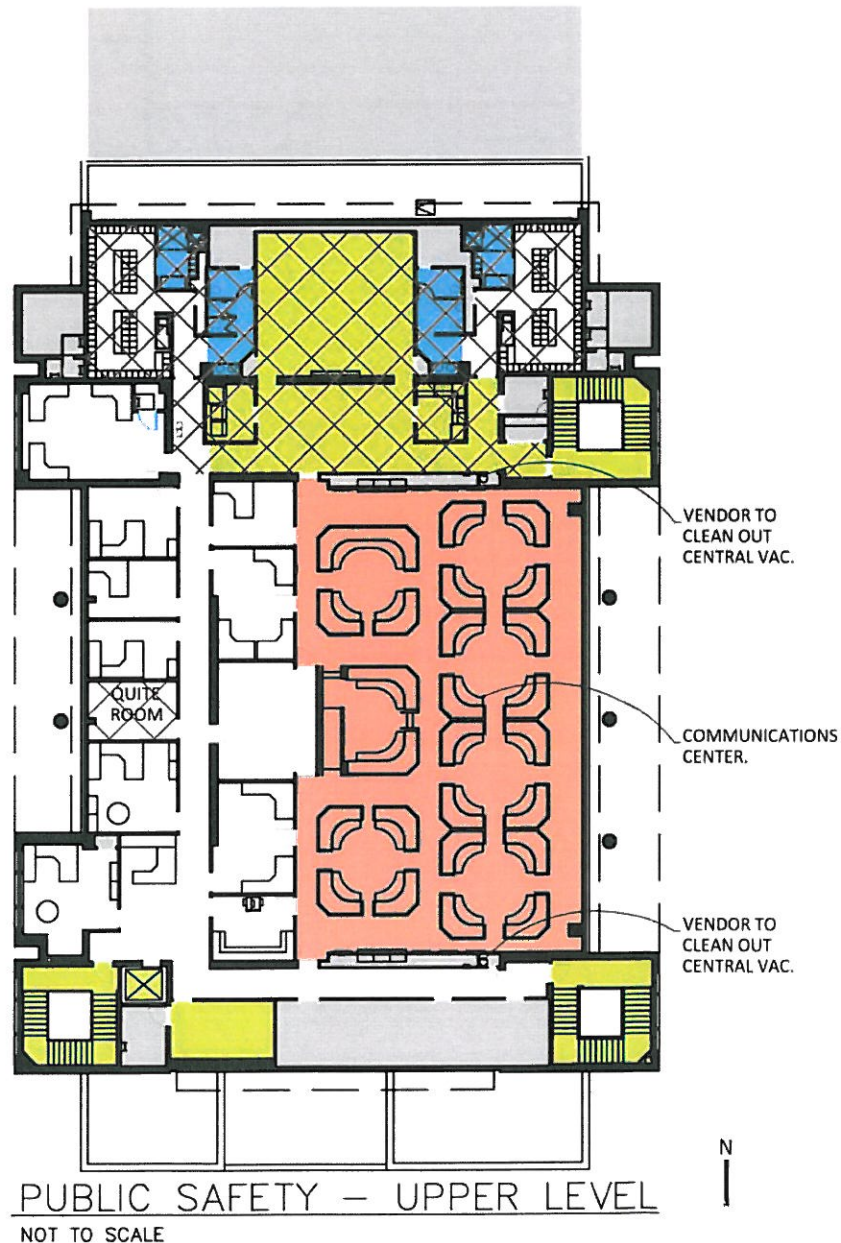 VENDOR TO
CLEAN OUT
CENTRAL VAC.
QUITE
ROOM
COMMUNICATIONS
CENTER.
VENDOR TO
CLEAN OUT
CENTRAL VAC.
N
PUBLIC SAFETY - UPPER LEVEL
NOT TO SCALE